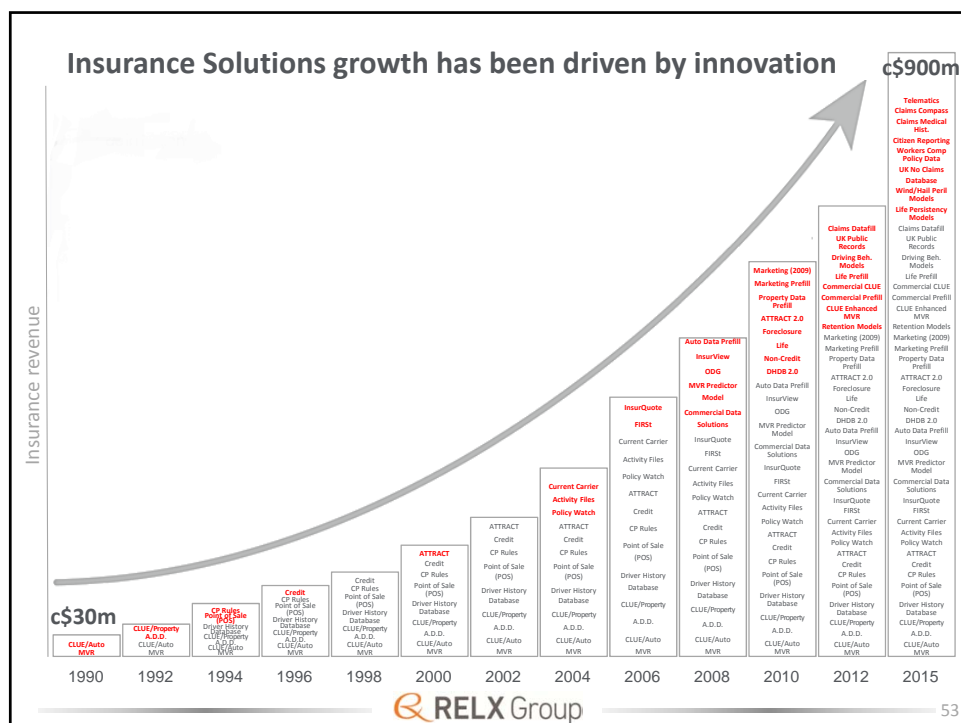 Insurance Solutions growth has been driven by innovation
c$900m
Insurance revenue
c$30m
CLUE/Auto
MVR
1990
CLUE/Property
A.D.D.
CLUE/Auto
MVR
1992
CP Rules
Point of Sale
(POS)
Driver History
Database
CLUE/Property
A.D.D.
CLUE/Auto
MVR
1994
Credit
CP Rules
Point of Sale
(POS)
Driver History
Database
CLUE/Property
A.D.D.
CLUE/Auto
MVR
1996
Credit
CP Rules
Point of Sale
(POS)
Driver History
Database
CLUE/Property
A.D.D.
CLUE/Auto
MVR
1998
ATTRACT
Credit
CP Rules
Point of Sale
(POS)
Driver History
Database
CLUE/Property
A.D.D.
CLUE/Auto
MVR
2000
ATTRACT
Credit
CP Rules
Point of Sale
(POS)
Driver History
Database
CLUE/Property
A.D.D.
CLUE/Auto
MVR
2002
Current Carrier
Activity Files
Policy Watch
ATTRACT
Credit
CP Rules
Point of Sale
(POS)
Driver History
Database
CLUE/Property
A.D.D.
CLUE/Auto
MVR
2004
InsurQuote
FIRSt
Current Carrier
Activity Files
Policy Watch
ATTRACT
Credit
CP Rules
Point of Sale
(POS)
Driver History
Database
CLUE/Property
A.D.D.
CLUE/Auto
MVR
2006
Auto Data Prefill
InsurView
ODG
MVR Predictor
Model
Commercial Data
Solutions
InsurQuote
FIRSt
Current Carrier
Activity Files
Policy Watch
ATTRACT
Credit
CP Rules
Point of Sale
(POS)
Driver History
Database
CLUE/Property
A.D.D.
CLUE/Auto
MVR
2008
Marketing (2009)
Marketing Prefill
Property Data
Prefill
ATTRACT 2.0
Foreclosure
Life
Non-Credit
DHDB 2.0
Auto Data Prefill
InsurView
ODG
MVR Predictor
Model
Commercial Data
Solutions
InsurQuote
FIRSt
Current Carrier
Activity Files
Policy Watch
ATTRACT
Credit
CP Rules
Point of Sale
(POS)
Driver History
Database
CLUE/Property
A.D.D.
CLUE/Auto
MVR
2010
Claims Datafill
UK Public
Records
Driving Beh.
Models
Life Prefill
Commercial CLUE
Commercial Prefill
CLUE Enhanced
MVR
Retention Models
Marketing (2009)
Marketing Prefill
Property Data
Prefill
ATTRACT 2.0
Foreclosure
Life
Non-Credit
DHDB 2.0
Auto Data Prefill
InsurView
ODG
MVR Predictor
Model
Commercial Data
Solutions
InsurQuote
FIRSt
Current Carrier
Activity Files
Policy Watch
ATTRACT
Credit
CP Rules
Point of Sale
(POS)
Driver History
Database
CLUE/Property
A.D.D.
CLUE/Auto
MVR
2012
Telematics
Claims Compass
Claims Medical
Hist.
Citizen Reporting
Workers Comp
Policy Data
UK No Claims
Database
Wind/Hail Peril
Models
Life Persistency
Models
Claims Datafill
UK Public
Records
Driving Beh.
Models
Life Prefill
Commercial CLUE
Commercial Prefill
CLUE Enhanced
MVR
Retention Models
Marketing (2009)
Marketing Prefill
Property Data
Prefill
ATTRACT 2.0
Foreclosure
Life
Non-Credit
DHDB 2.0
Auto Data Prefill
InsurView
ODG
MVR Predictor
Model
Commercial Data
Solutions
InsurQuote
FIRSt
Current Carrier
Activity Files
Policy Watch
ATTRACT
Credit
CP Rules
Point of Sale
(POS)
Driver History
Database
CLUE/Property
A.D.D.
CLUE/Auto
MVR
2015
RELX Group
53